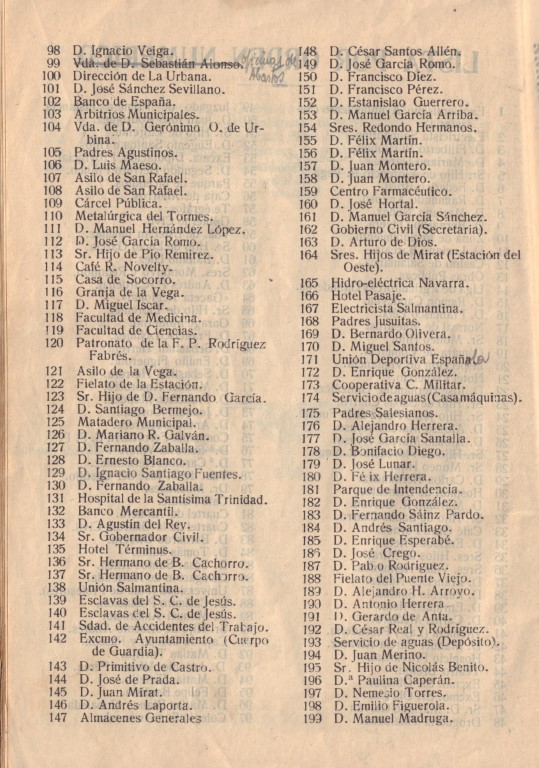 98 D. Ignacio Veiga.
99 Vda. de D. Sebastián Alonso.
100 Dirección de La Urbana.
101 D. José Sánchez Sevillano.
102 Banco de España.
103 Arbitrios Municipales.
104 Vda. de D. Gerónimo O. de Ur-
bina.
105 Padres Agustinos.
106 D. Luis Maeso.
107 Asilo de San Rafael.
108 Asilo de San Rafael.
109 Cárcel Pública.
110 Metalúrgica del Tormes.
111 D. Manuel Hernández López.
112 D. José García Romo.
113 Sr. Hijo de Pío Remírez.
114 Café R. Novelty.
115 Casa de Socorro.
116 Granja de la Vega.
117 D. Miguel Iscar.
118 Facultad de Medicina.
119 Facultad de Ciencias.
120 Patronato de la F. P. Rodríguez
Fabrés.
121 Asilo de la Vega.
122 Fielato de la Estación.
123 Sr. Hijo de D. Fernando García.
124 D. Santiago Bermejo.
125 Matadero Municipal.
126 D. Mariano R. Galván.
127 D. Fernando Zaballa.
128 D. Ernesto Blanco.
129 D. Ignacio Santiago Fuentes.
130 D. Fernando Zaballa.
131 Hospital de la Santísima Trinidad.
132 Banco Mercantil.
133 D. Agustín del Rey.
134 Sr. Gobernador Civil.
135 Hotel Términus.
136 Sr. Hermano de B. Cachorro.
137 Sr. Hermano de B. Cachorro.
138 Unión Salmantina.
139 Esclavas del S. C. de Jesús.
140 Esclavas del S. C. de Jesús.
141 Sdad. de Accidentes del Trabajo.
142 Excmo. Ayuntamiento (Cuerpo
de Guardia).
143 D. Primitivo de Castro.
144 D. José de Prada.
145 D. Juan Mirat.
146 D. Andrés Laporta.
147 Almacenes Generales
148 D. César Santos Allén.
149 D. José García Romo.
150 D. Francisco Díez.
151 D. Francisco Pérez.
152 D. Estanislao Guerrero.
153 D. Manuel García Arriba.
154 Sres. Redondo Hermanos.
155 D. Félix Martín.
156 D. Félix Martín.
157 D. Juan Montero.
158 D. Juan Montero.
159 Centro Farmacéutico.
160 D. José Hortal.
161 D. Manuel García Sánchez.
162 Gobierno Civil (Secretaría).
163 D. Arturo de Dios.
164 Sres. Hijos de Mirat (Estación del
Oeste).
165 Hidro-eléctrica Navarra.
166 Hotel Pasaje.
167 Electricista Salmantina.
168 Padres Jusuitas.
169 D. Bernardo Olivera.
170 D. Miguel Santos.
171 Unión Deportiva Española
172 D. Enrique González.
173 Cooperativa C. Militar.
174 Servicio de aguas (Casa máquinas).
175 Padres Salesianos.
176 D. Alejandro Herrera.
177 D. José García Santalla.
178 D. Bonifacio Diego.
179 D. José Lunar.
180 D. Félix Herrera.
181 Parque de Intendencia.
182 D. Enrique González.
183 D. Fernando Sáinz Pardo.
184 D. Andrés Santiago.
185 D. Enrique Esperabé.
186 D. José Crego.
187 D. Pablo Rodríguez.
188 Fielato del Puente Viejo.
189 D. Alejandro H. Arroyo.
190 D. Antonio Herrera
191 D. Gerardo de Anta.
192 D. César Real y Rodríguez.
193 Servicio de aguas (Depósito).
194 D. Juan Merino.
195 Sr. Hijo de Nicolás Benito.
196 D.ª Paulina Caperán.
197 D. Nemesio Torres.
198 D. Emilio Figuerola.
199 D. Manuel Madruga.